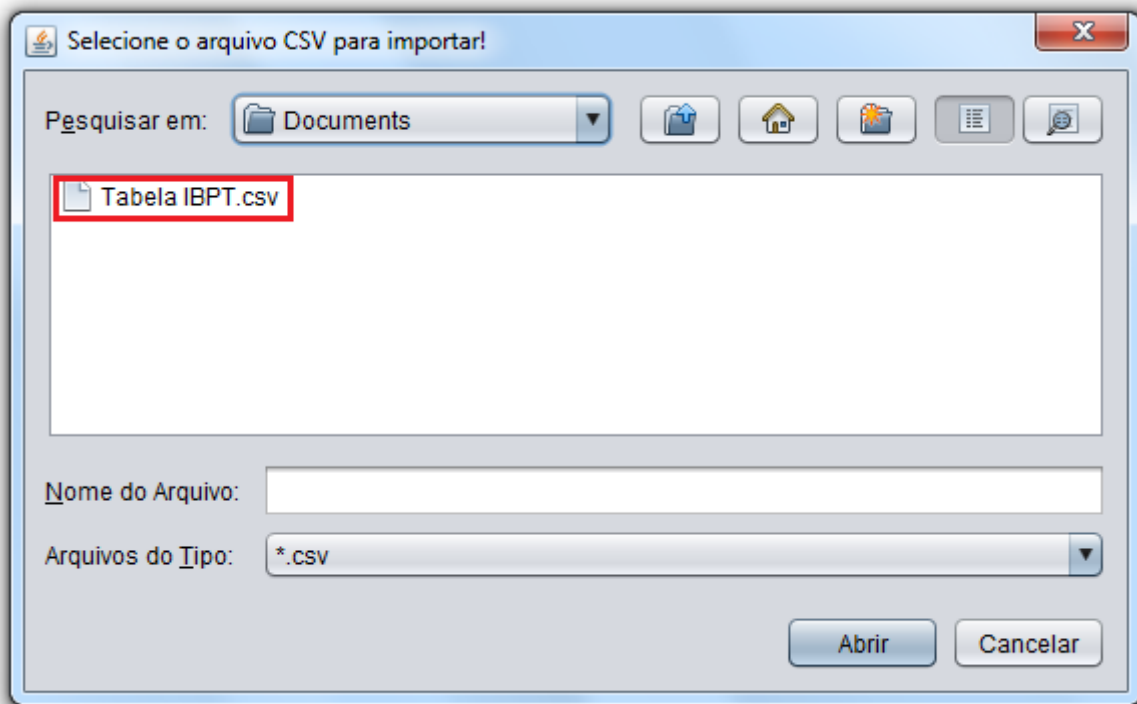 Selecione o arquivo CSV para importar!
Pesquisar em: Documents
Tabela IBPT.csv
Nome do Arquivo:
Arquivos do Tipo: *.csv
Abrir Cancelar